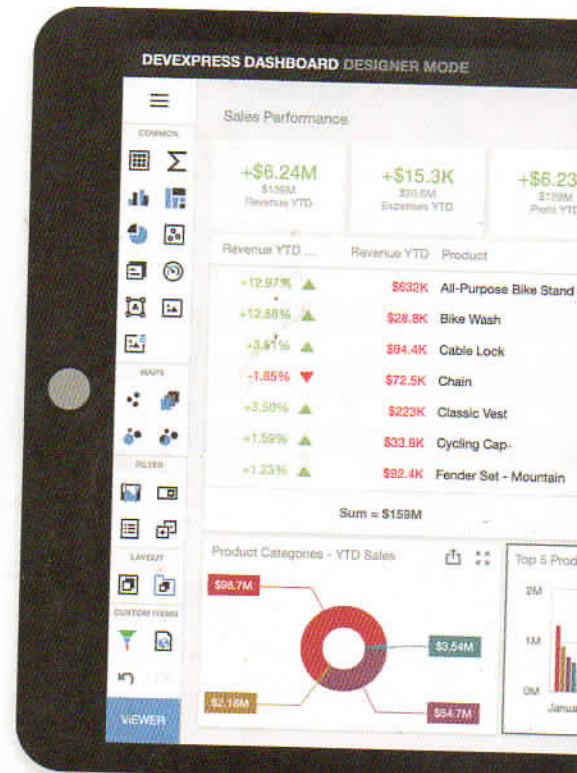 DEVEXPRESS DASHBOARD DESIGNER MODE
COMMON
MAPS
FILTER
LAYOUT
CUSTOM ITEMS
VIEWER
Sales Performance
+$6.24M
$159M
Revenue YTD
+$15.3K
$30.6M
Expenses YTD
+$6.23
$129M
Profit YTD
Revenue YTD ... Revenue YTD Product
+12.97% $632K All-Purpose Bike Stand
+12.58% $28.8K Bike Wash
+3.61% $94.4K Cable Lock
-1.65% $72.5K Chain
+3.50% $223K Classic Vest
+1.59% $33.8K Cycling Cap
+1.23% $92.4K Fender Set - Mountain
Sum = $159M
Product Categories - YTD Sales
$98.7M
$3.54M
$2.18M
$54.7M
Top 5 Prod
2M
1M
0M
Janua